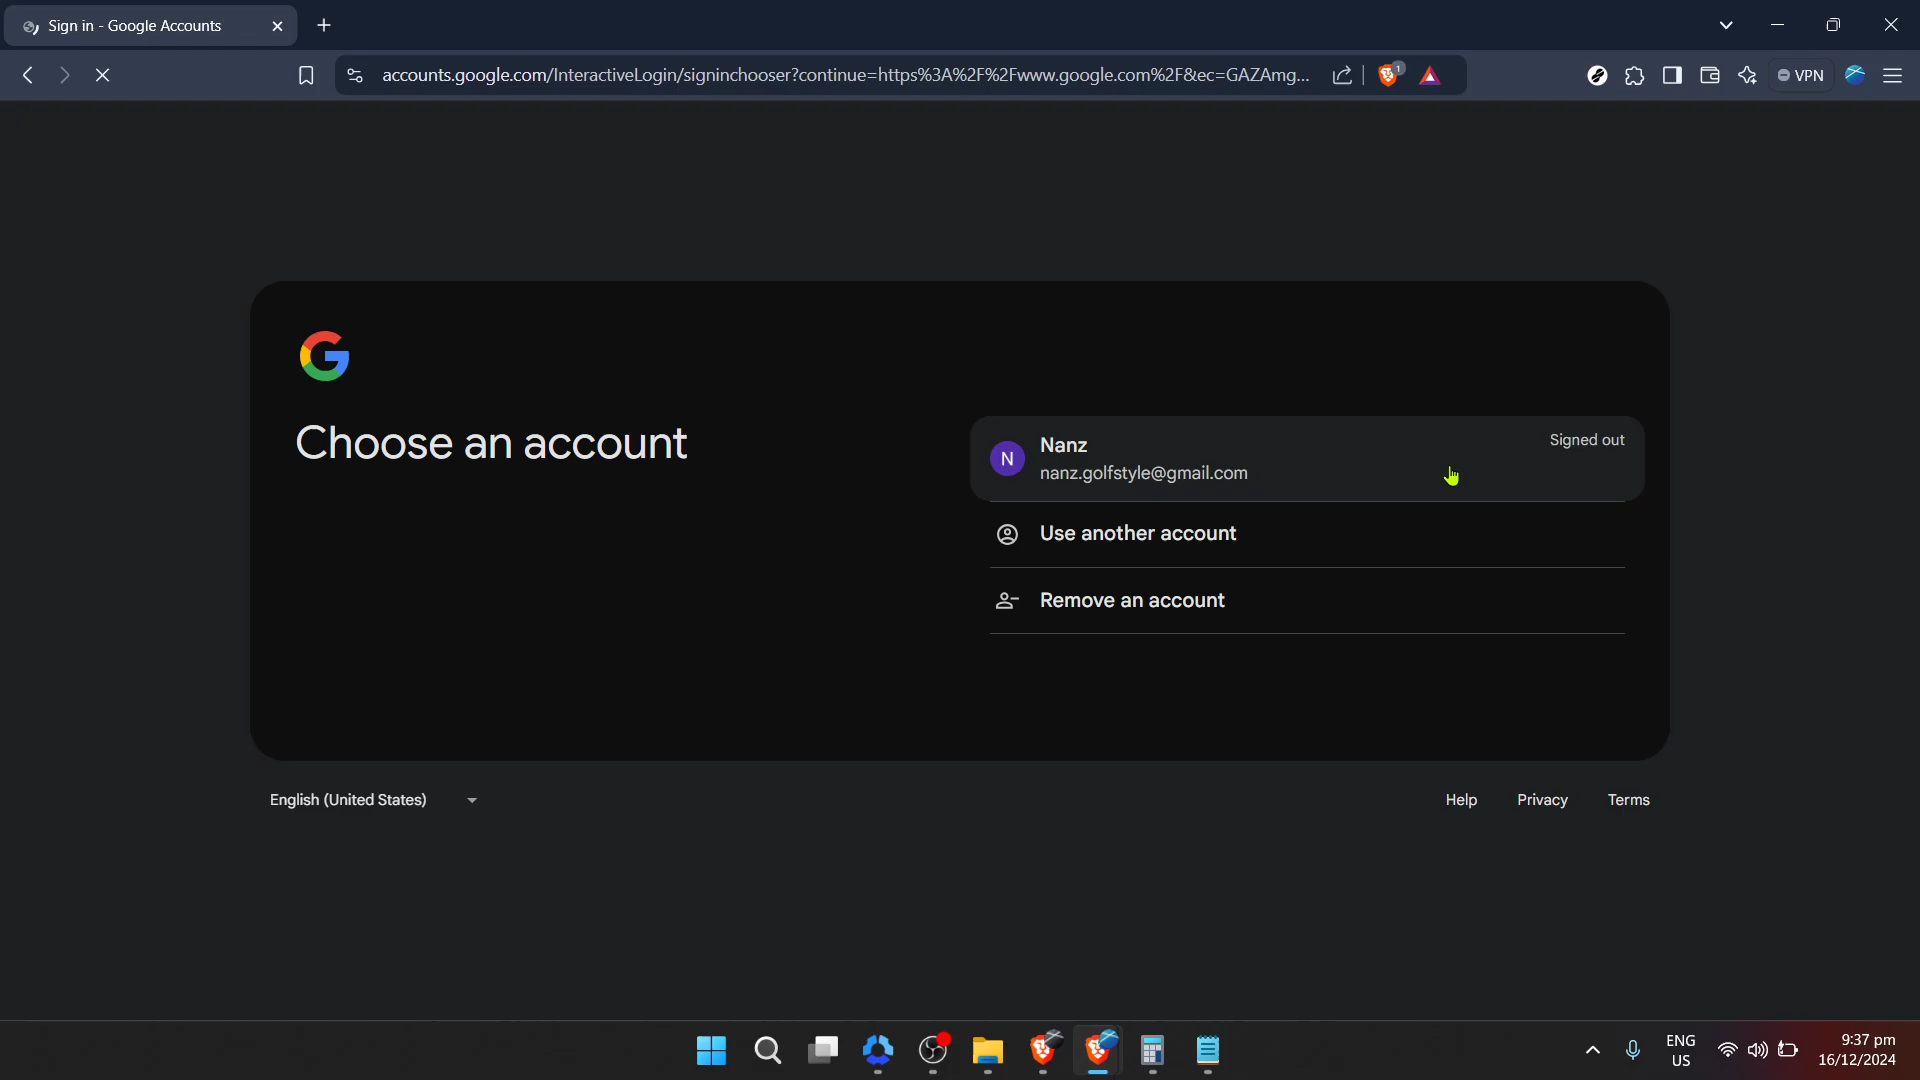 Sign in - Google Accounts
accounts.google.com/InteractiveLogin/signinchooser?continue=https%3A%2F%2Fwww.google.com%2F&ec=GAZAmg...
1
VPN
Choose an account
N
Nanz
nanz.golfstyle@gmail.com
Signed out
Use another account
Remove an account
English (United States)
Help
Privacy
Terms
ENG
US
9:37 pm
16/12/2024